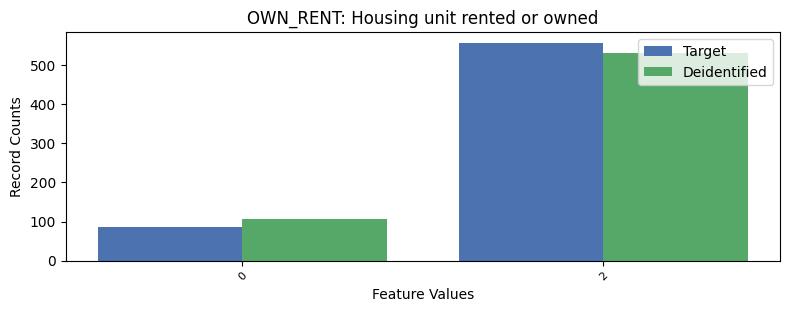 OWN_RENT: Housing unit rented or owned
Target
Deidentified
Record Counts
500
400
300
200
100
0
0
2
Feature Values